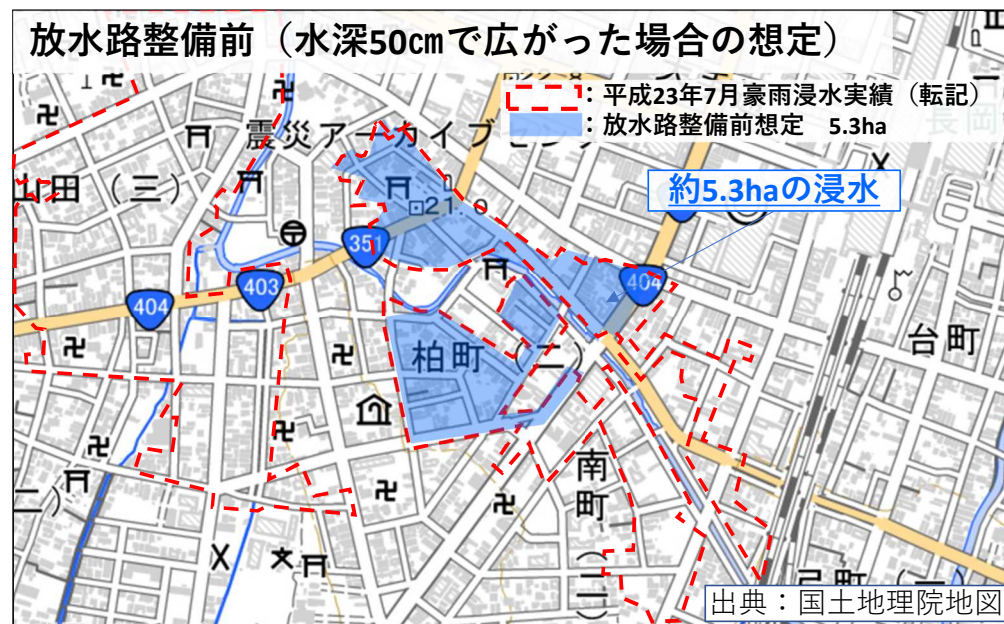 放水路整備前（水深50㎝で広がった場合の想定）
：平成23年7月豪雨浸水実績（転記）
：放水路整備前想定　5.3ha
震災アーカイブセン
山田（三）
約5.3haの浸水
21.0
351
404
403
404
台町
柏町（二）
南町（二）
出典：国土地理院地図